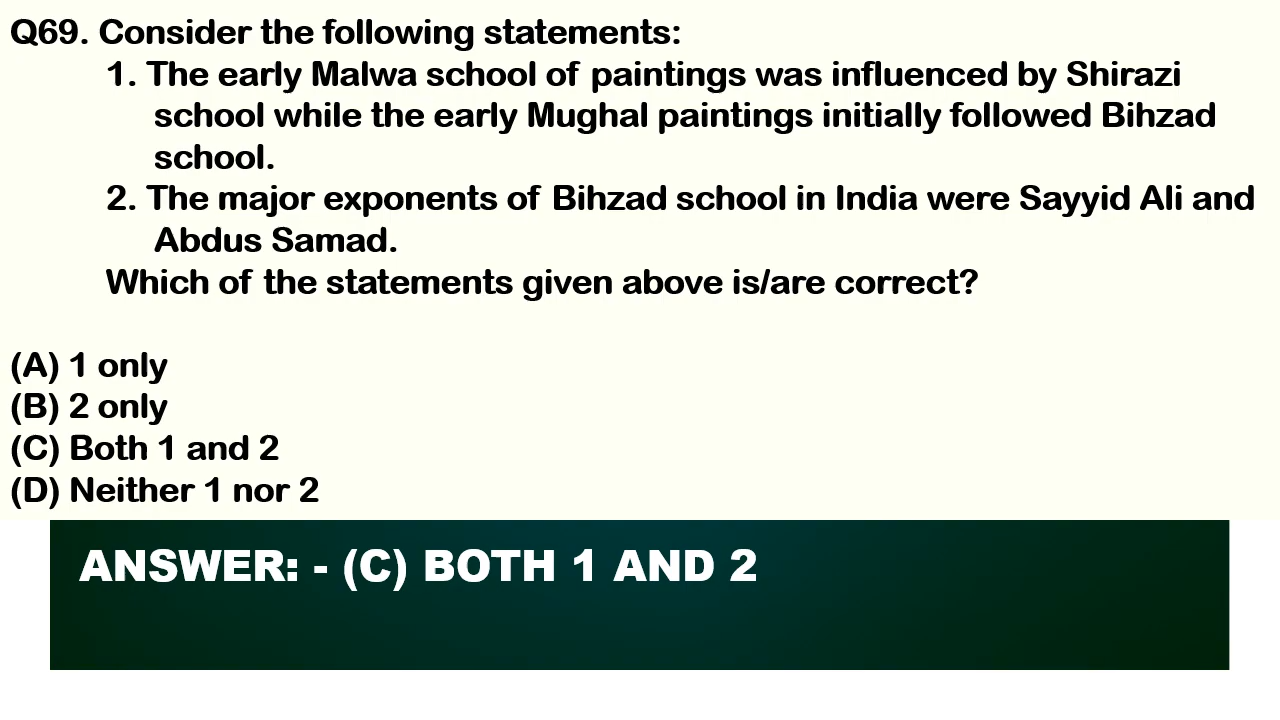 Q69. Consider the following statements:
1. The early Malwa school of paintings was influenced by Shirazi
school while the early Mughal paintings initially followed Bihzad
school.
2. The major exponents of Bihzad school in India were Sayyid Ali and
Abdus Samad.
Which of the statements given above is/are correct?
(A) 1 only
(B) 2 only
(C) Both 1 and 2
(D) Neither 1 nor 2
ANSWER: - (C) BOTH 1 AND 2